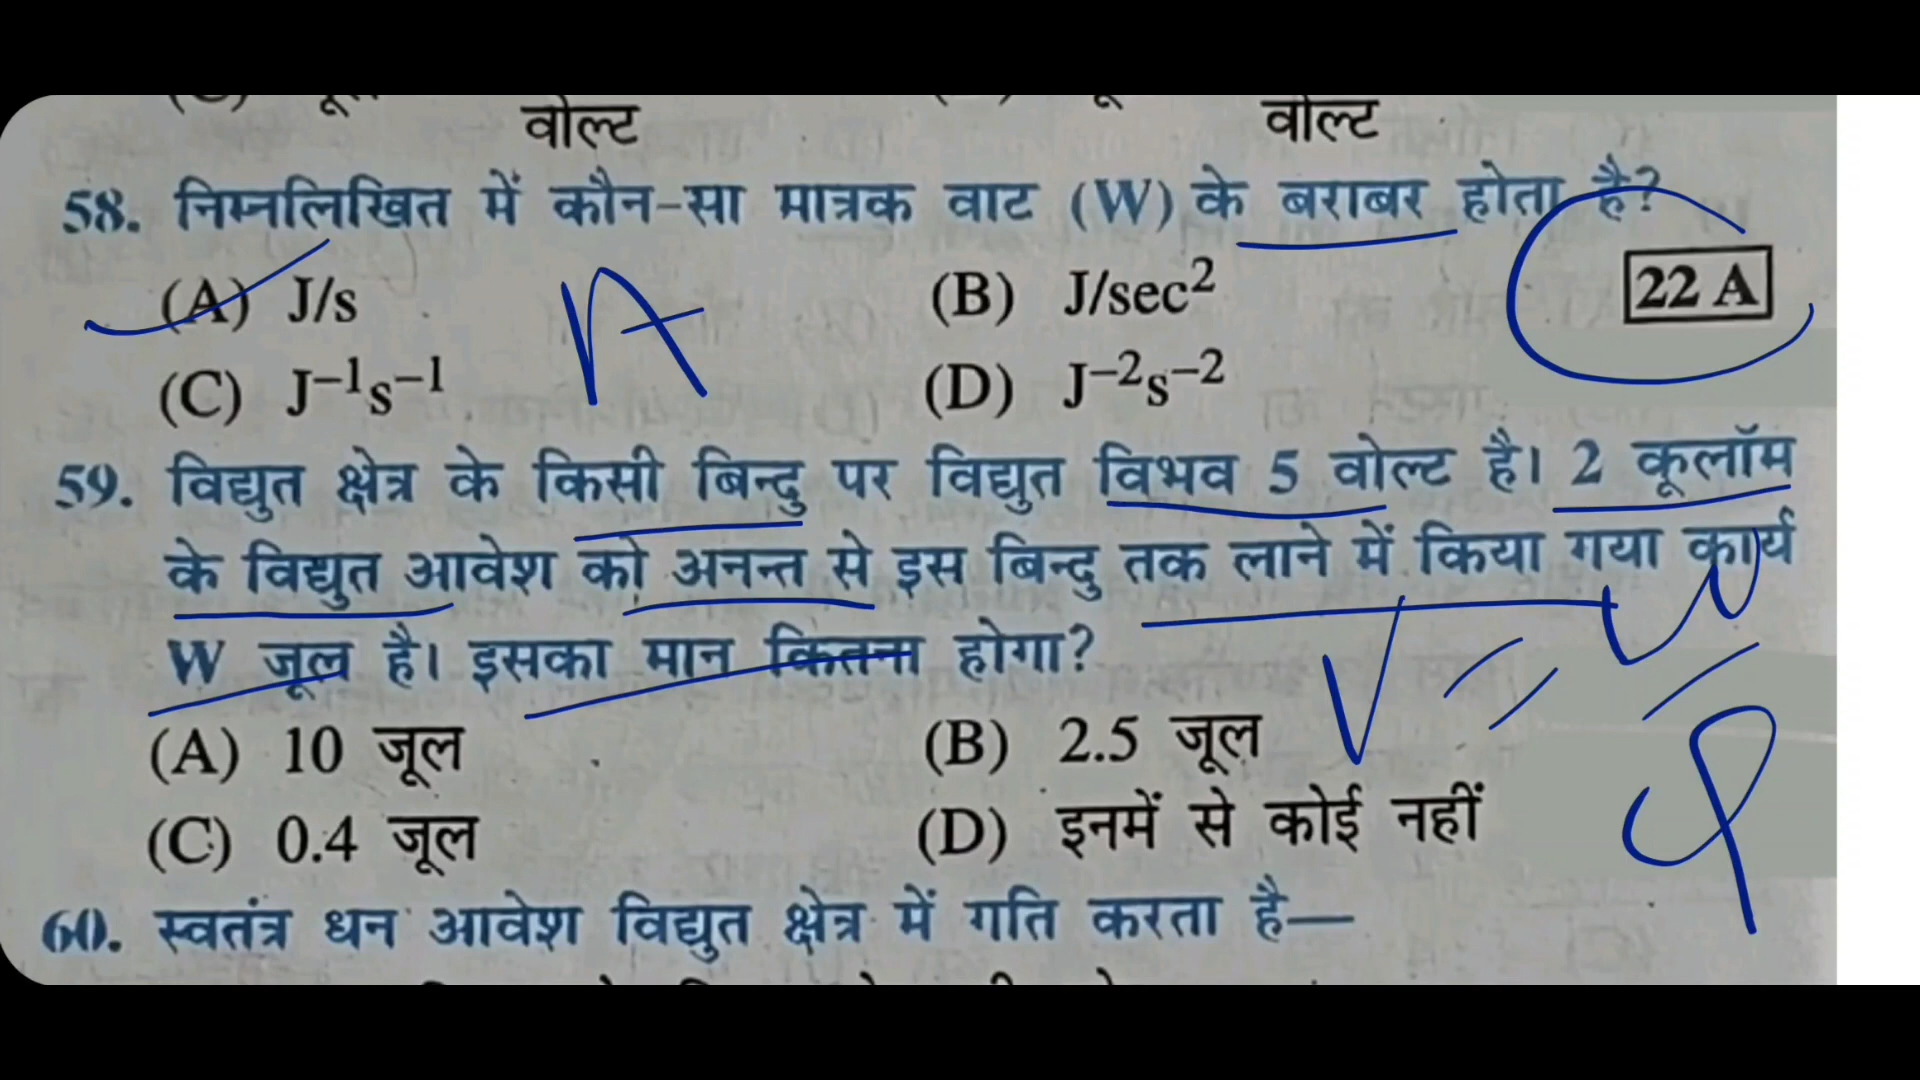 वोल्ट वोल्ट
58. निम्नलिखित में कौन-सा मात्रक वाट (W) के बराबर होता है?
22 A
(A) J/s (B) J/sec²
(C) J⁻¹s⁻¹ (D) J⁻²s⁻²
A
59. विद्युत क्षेत्र के किसी बिन्दु पर विद्युत विभव 5 वोल्ट है। 2 कूलॉम
के विद्युत आवेश को अनन्त से इस बिन्दु तक लाने में किया गया कार्य
W जूल है। इसका मान कितना होगा?
V = w/q
(A) 10 जूल (B) 2.5 जूल
(C) 0.4 जूल (D) इनमें से कोई नहीं
60. स्वतंत्र धन आवेश विद्युत क्षेत्र में गति करता है—